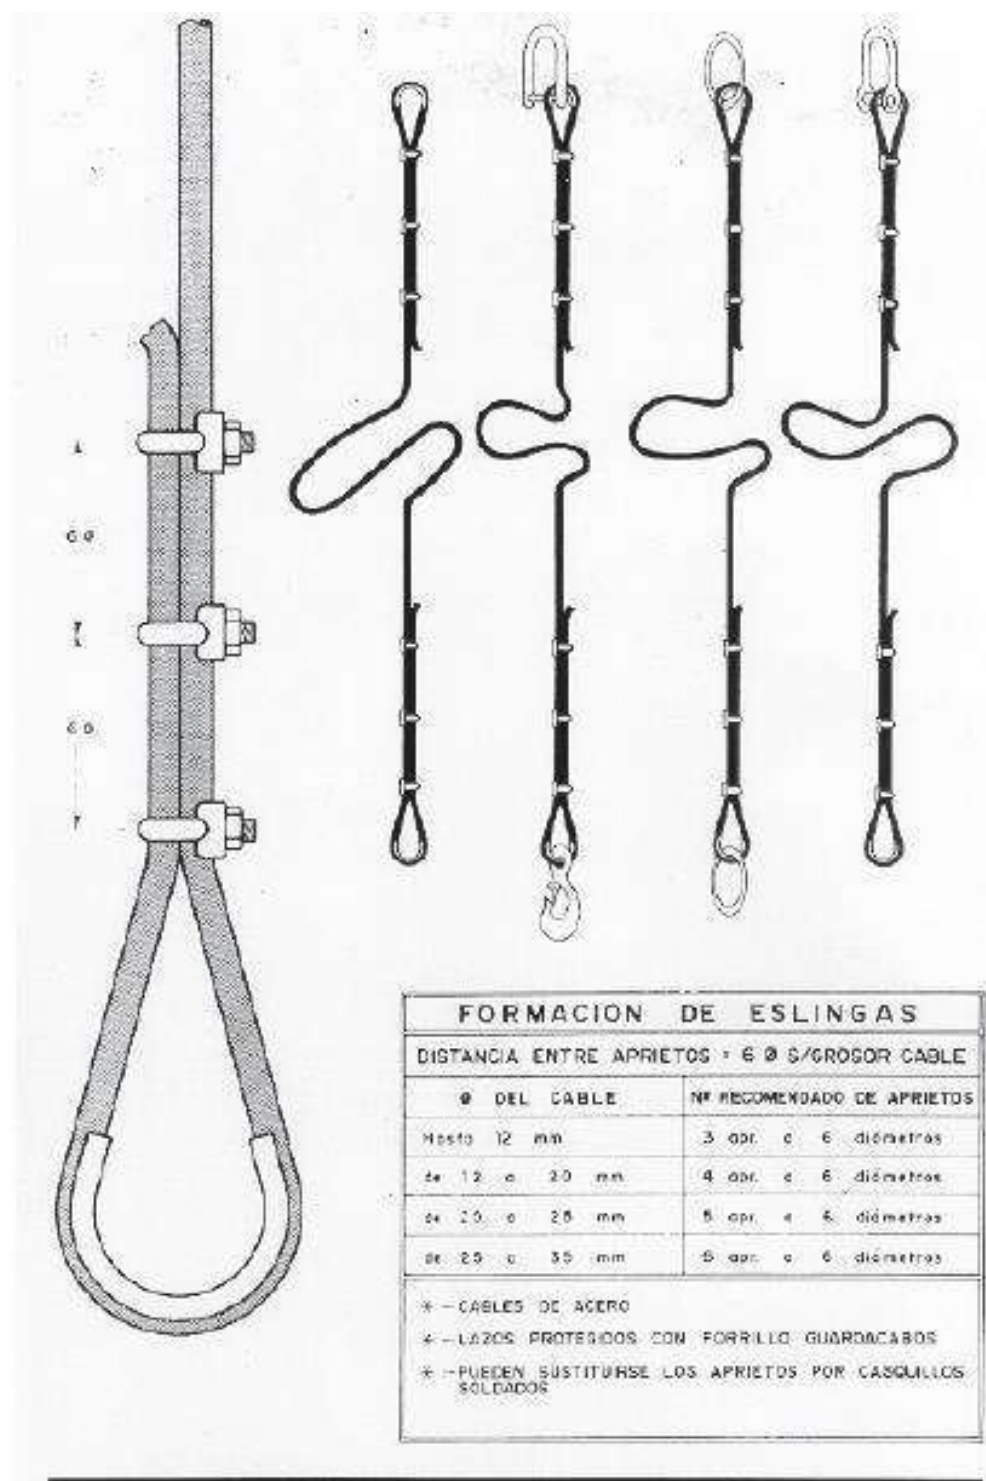 6 Ø
6 Ø
FORMACION DE ESLINGAS
DISTANCIA ENTRE APRIETOS = 6 Ø S/GROSOR CABLE
Ø DEL CABLE
Nº RECOMENDADO DE APRIETOS
Hasta 12 mm
3 apr. a 6 diámetros
de 12 a 20 mm
4 apr. a 6 diámetros
de 20 a 25 mm
5 apr. a 6 diámetros
de 25 a 35 mm
6 apr. a 6 diámetros
* - CABLES DE ACERO
* - LAZOS PROTEGIDOS CON FORRILLO GUARDACABOS
* - PUEDEN SUSTITUIRSE LOS APRIETOS POR CASQUILLOS
SOLDADOS